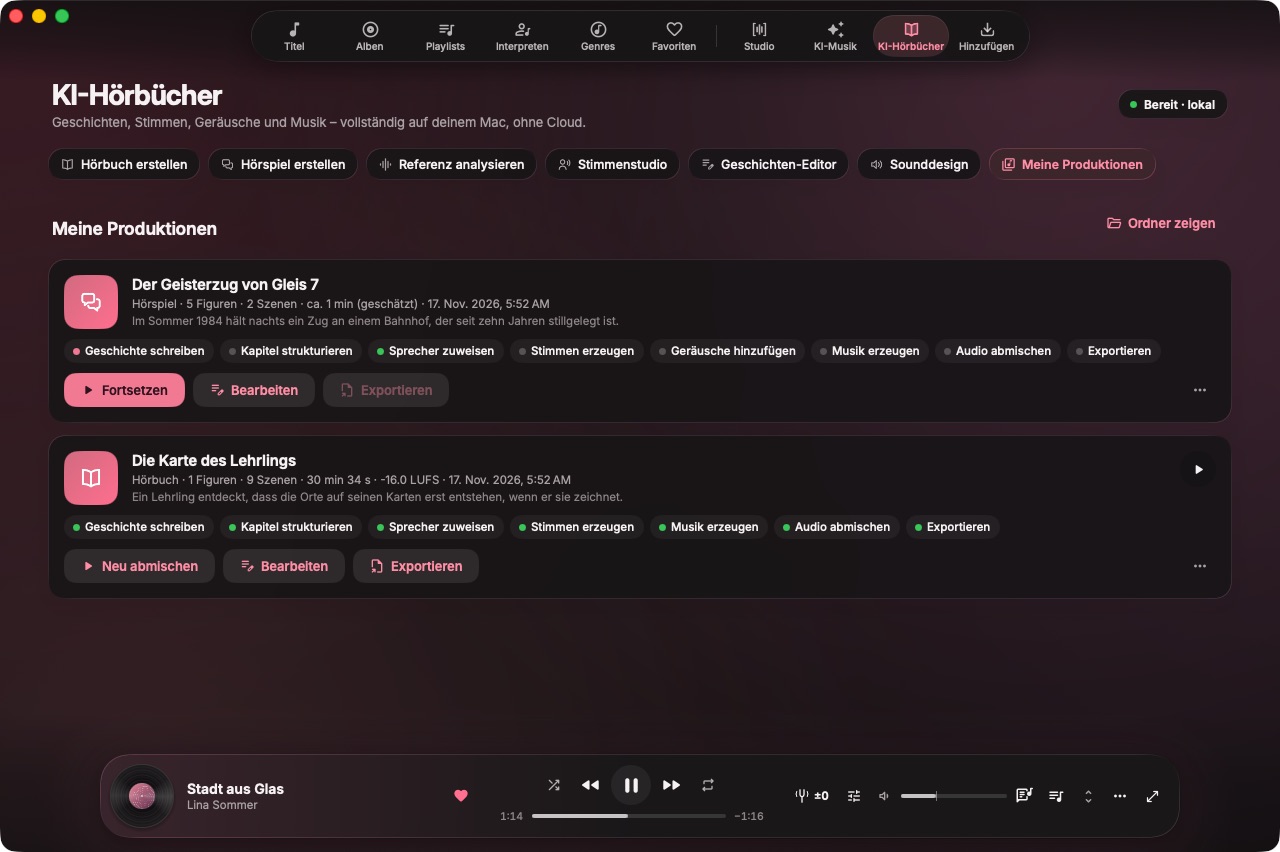 Titel
Alben
Playlists
Interpreten
Genres
Favoriten
Studio
KI-Musik
KI-Hörbücher
Hinzufügen
KI-Hörbücher
Geschichten, Stimmen, Geräusche und Musik – vollständig auf deinem Mac, ohne Cloud.
Bereit · lokal
Hörbuch erstellen
Hörspiel erstellen
Referenz analysieren
Stimmenstudio
Geschichten-Editor
Sounddesign
Meine Produktionen
Meine Produktionen
Ordner zeigen
Der Geisterzug von Gleis 7
Hörspiel · 5 Figuren · 2 Szenen · ca. 1 min (geschätzt) · 17. Nov. 2026, 5:52 AM
Im Sommer 1984 hält nachts ein Zug an einem Bahnhof, der seit zehn Jahren stillgelegt ist.
Geschichte schreiben
Kapitel strukturieren
Sprecher zuweisen
Stimmen erzeugen
Geräusche hinzufügen
Musik erzeugen
Audio abmischen
Exportieren
Fortsetzen
Bearbeiten
Exportieren
Die Karte des Lehrlings
Hörbuch · 1 Figuren · 9 Szenen · 30 min 34 s · -16.0 LUFS · 17. Nov. 2026, 5:52 AM
Ein Lehrling entdeckt, dass die Orte auf seinen Karten erst entstehen, wenn er sie zeichnet.
Geschichte schreiben
Kapitel strukturieren
Sprecher zuweisen
Stimmen erzeugen
Musik erzeugen
Audio abmischen
Exportieren
Neu abmischen
Bearbeiten
Exportieren
Stadt aus Glas
Lina Sommer
1:14
−1:16
±0